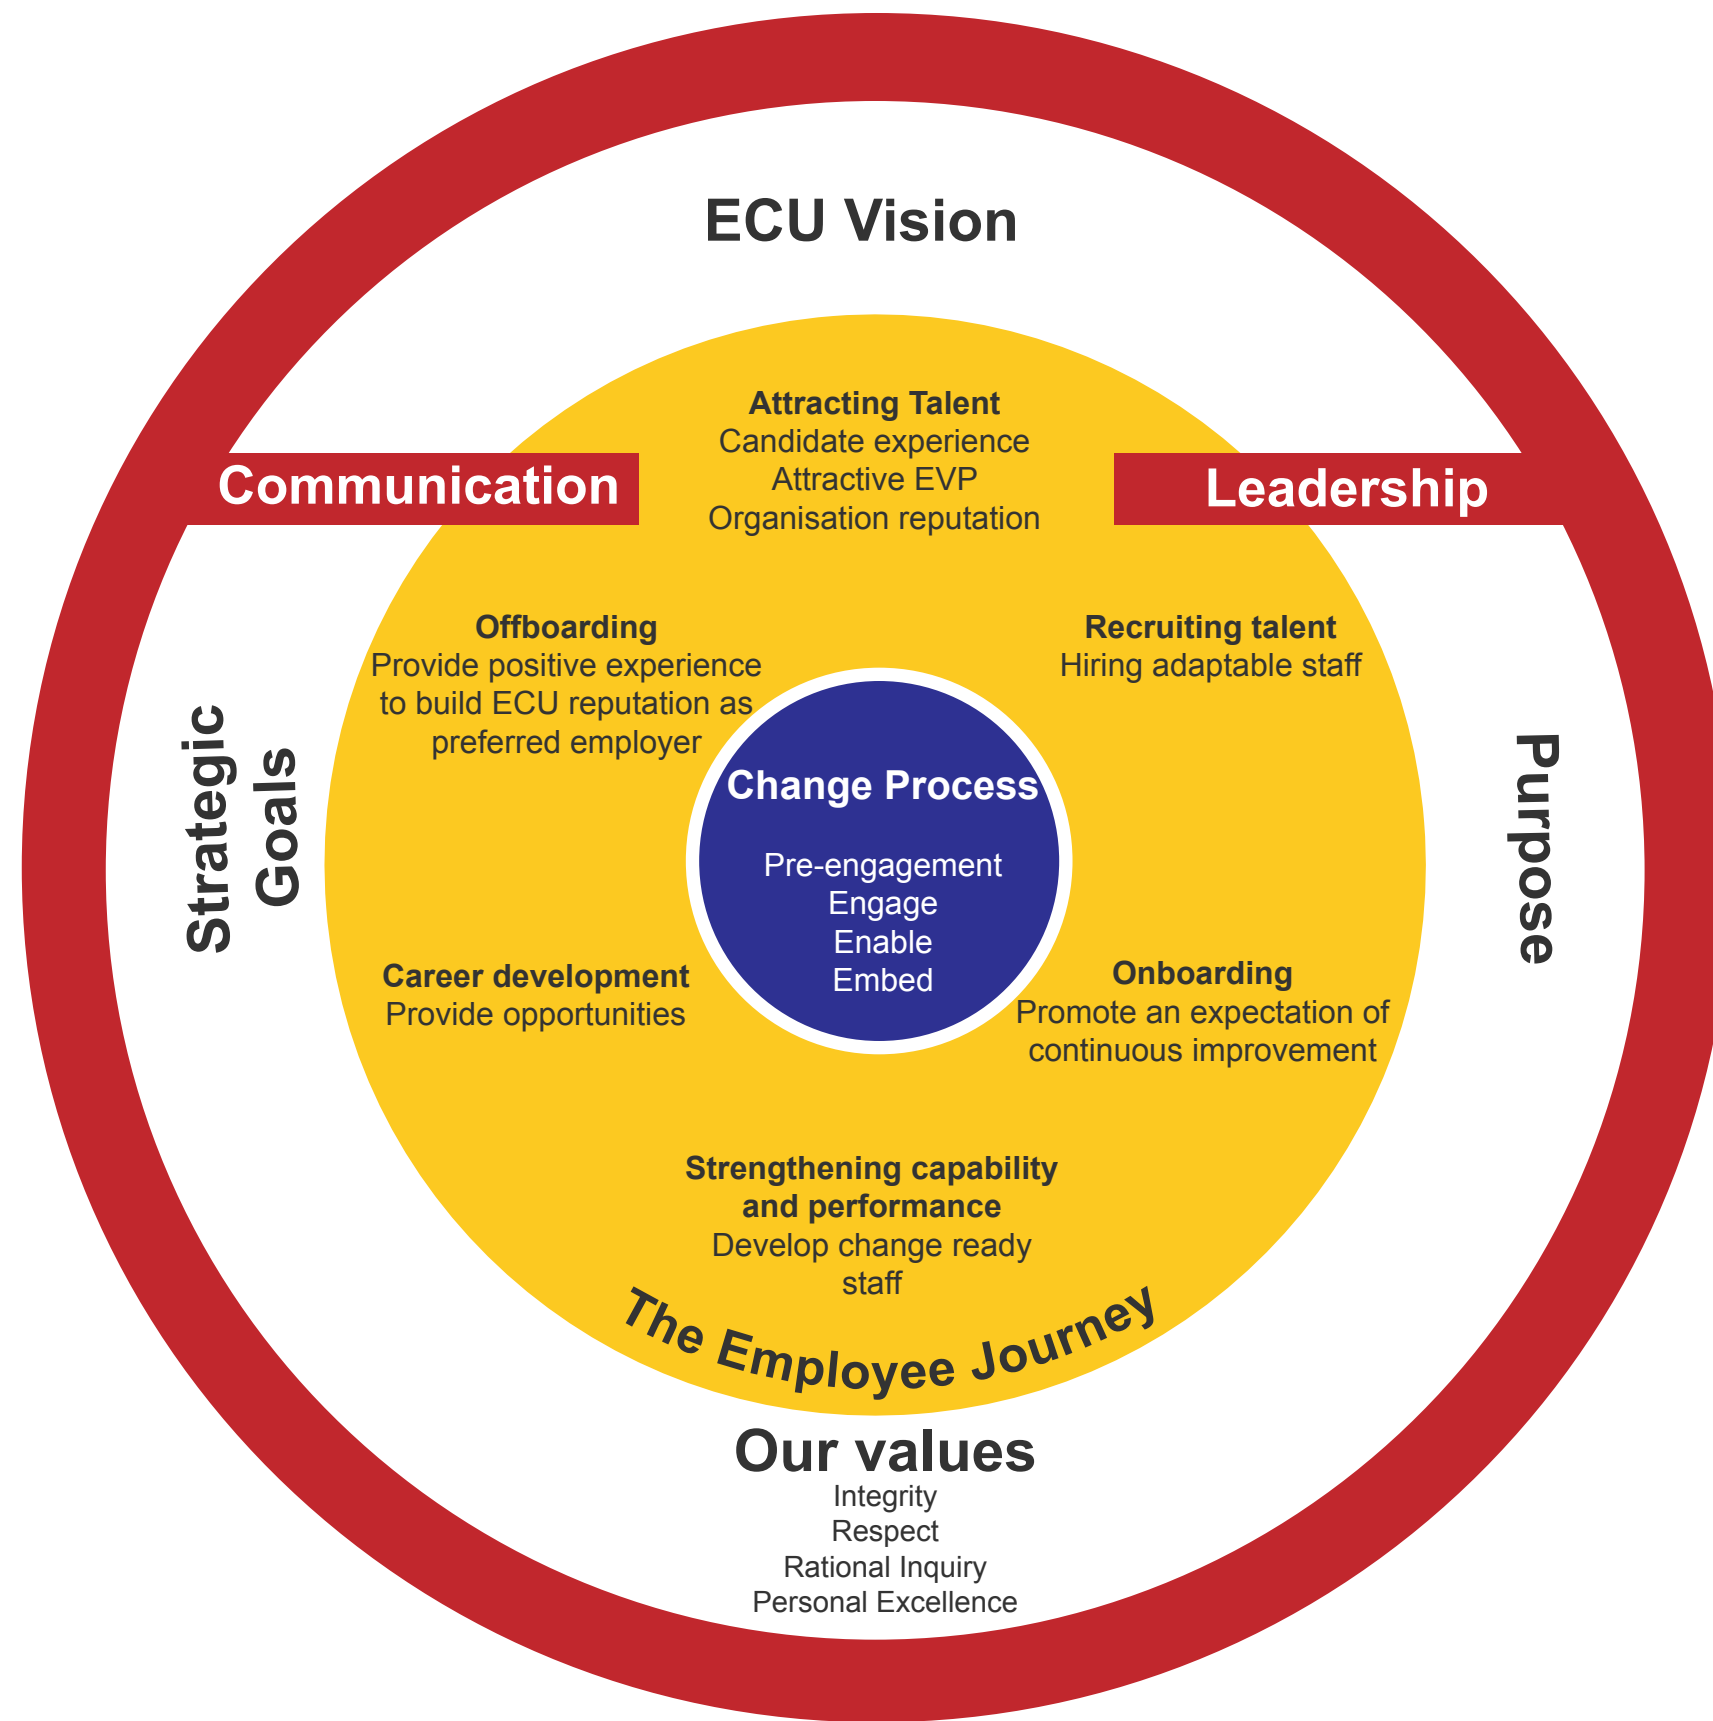 ECU Vision
Attracting Talent
Candidate experience
Attractive EVP
Organisation reputation
Communication
Leadership
Offboarding
Provide positive experience
to build ECU reputation as
preferred employer
Recruiting talent
Hiring adaptable staff
Strategic
Goals
Purpose
Change Process
Pre-engagement
Engage
Enable
Embed
Career development
Provide opportunities
Onboarding
Promote an expectation of
continuous improvement
Strengthening capability
and performance
Develop change ready
staff
The Employee Journey
Our values
Integrity
Respect
Rational Inquiry
Personal Excellence